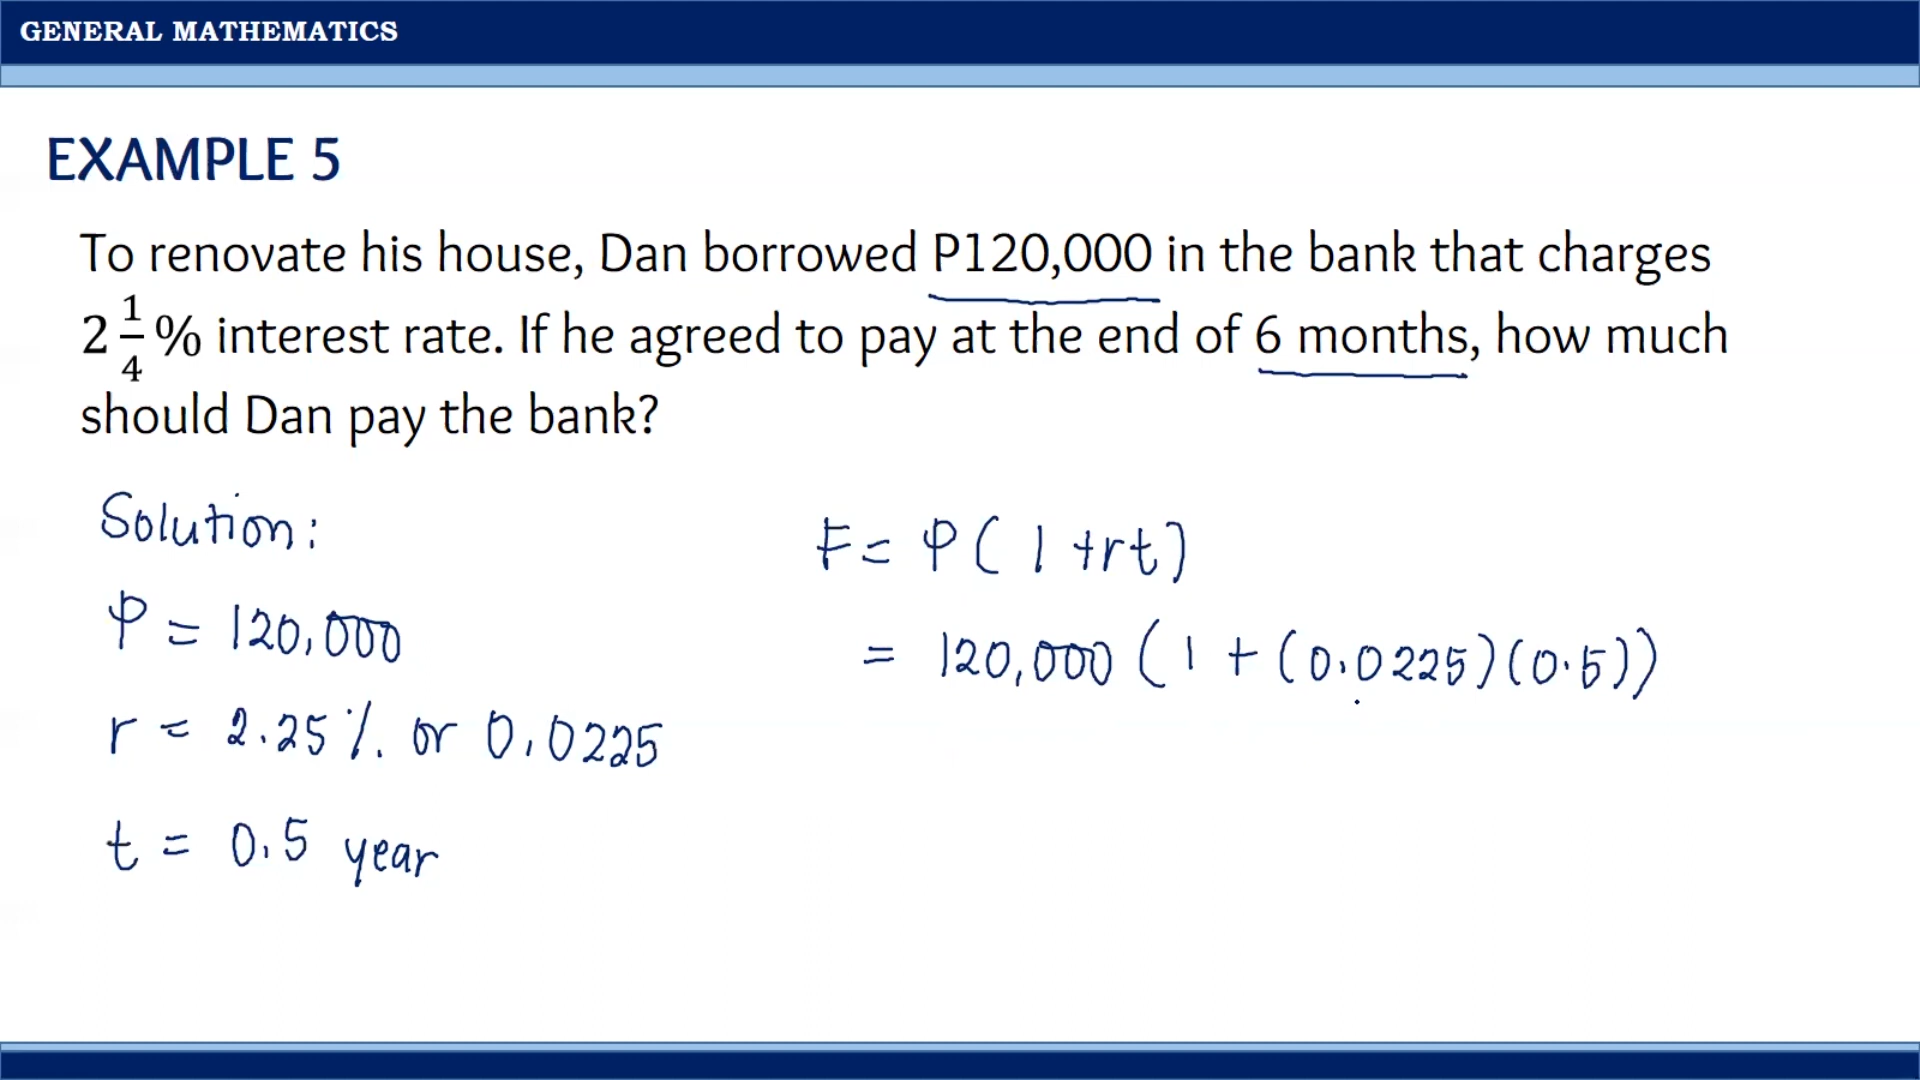 GENERAL MATHEMATICS
EXAMPLE 5
To renovate his house, Dan borrowed P120,000 in the bank that charges
2 1/4 % interest rate. If he agreed to pay at the end of 6 months, how much
should Dan pay the bank?
Solution:
P = 120,000
r = 2.25% or 0.0225
t = 0.5 year
F = P(1 + rt)
= 120,000 (1 + (0.0225)(0.5))